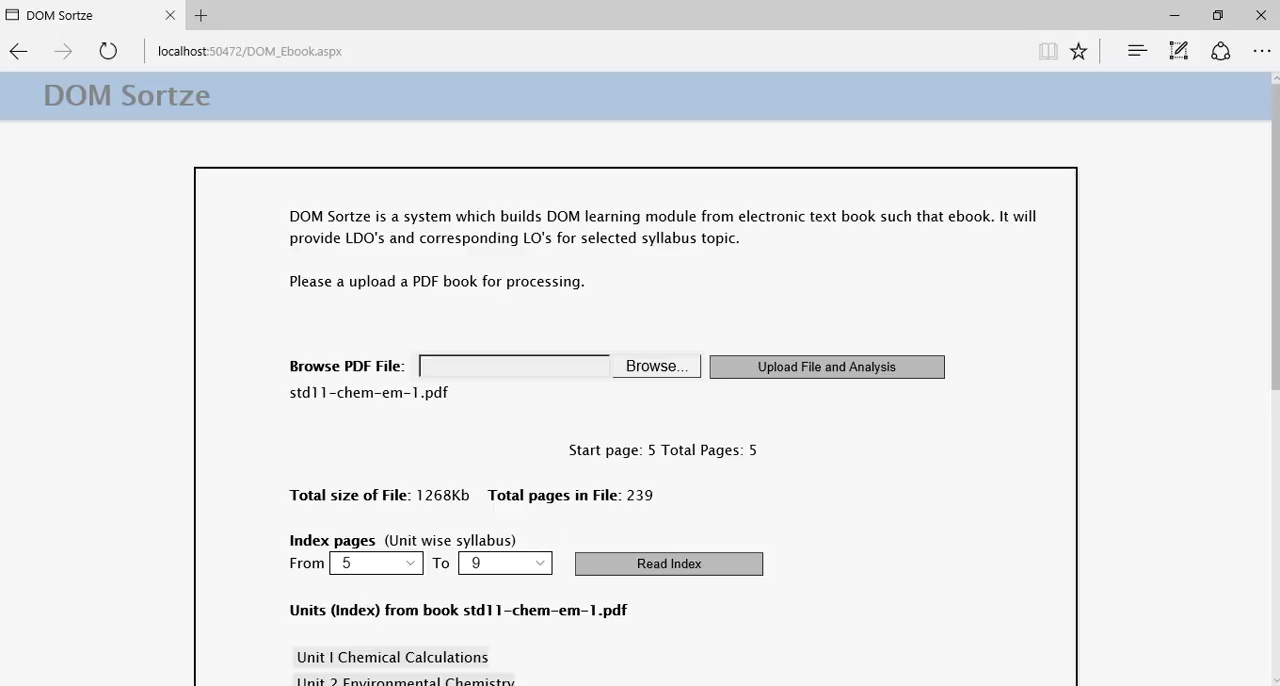 DOM Sortze
localhost:50472/DOM_Ebook.aspx
DOM Sortze
DOM Sortze is a system which builds DOM learning module from electronic text book such that ebook. It will
provide LDO's and corresponding LO's for selected syllabus topic.
Please a upload a PDF book for processing.
Browse PDF File: Browse... Upload File and Analysis
std11-chem-em-1.pdf
Start page: 5 Total Pages: 5
Total size of File: 1268Kb Total pages in File: 239
Index pages (Unit wise syllabus)
From 5 To 9 Read Index
Units (Index) from book std11-chem-em-1.pdf
Unit I Chemical Calculations
Unit 2 Environmental Chemistry